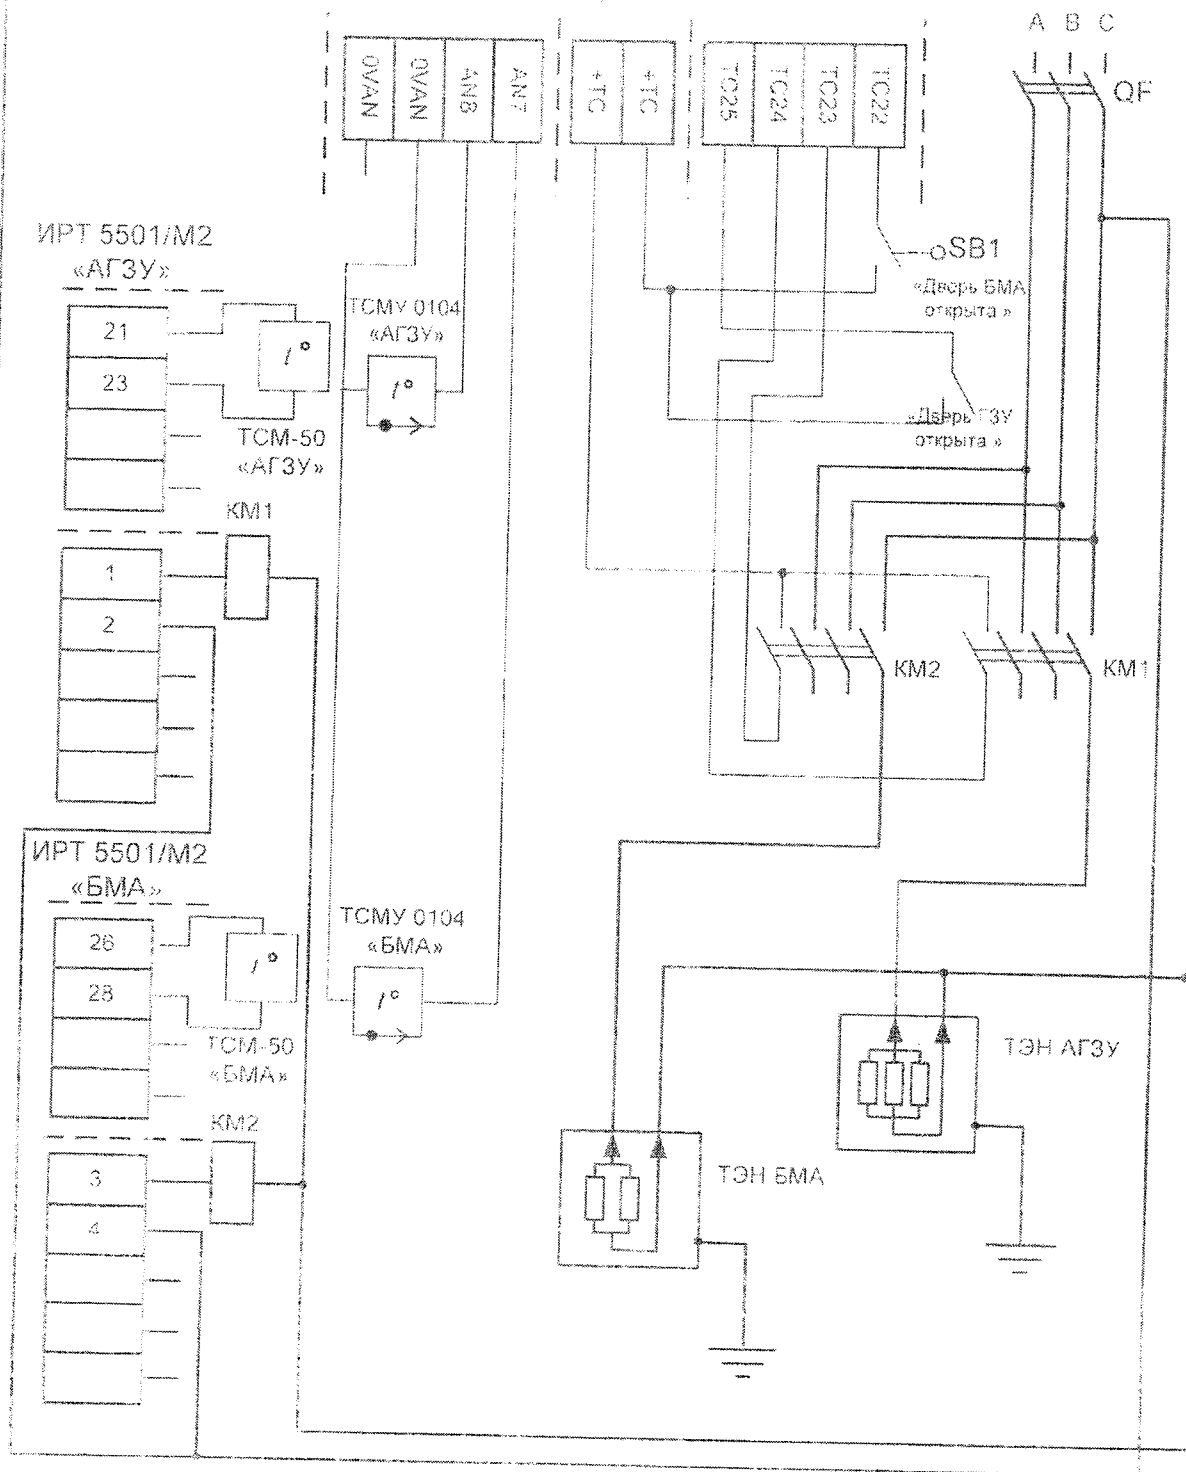 A B C
QF
0VAN
0VAN
AN8
AN7
+TC
+TC
TC25
TC24
TC23
TC22
ИРТ 5501/М2
«АГЗУ»
21
23
ТСМ-50
«АГЗУ»
t°
ТСМУ 0104
«АГЗУ»
t°
SB1
«Дверь БМА
открыта »
«Дверь ГЗУ
открыта »
КМ1
1
2
КМ2
КМ1
ИРТ 5501/М2
«БМА»
26
28
t°
ТСМ-50
«БМА»
ТСМУ 0104
«БМА»
t°
КМ2
3
4
ТЭН АГЗУ
ТЭН БМА